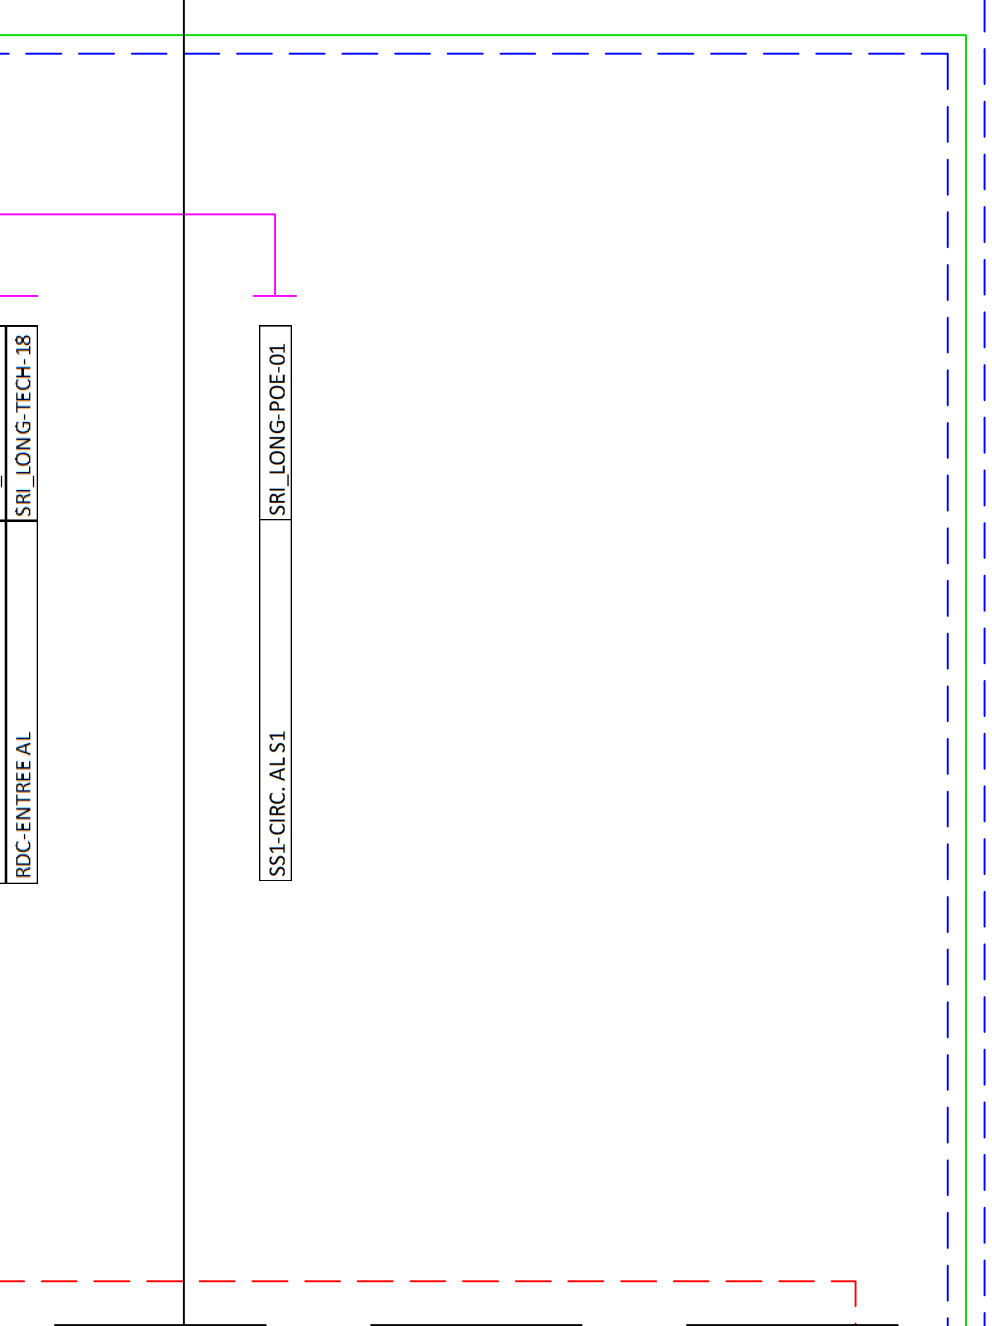 SRI_LONG-TECH-18
RDC-ENTREE AL
SRI_LONG-POE-01
SS1-CIRC. AL S1